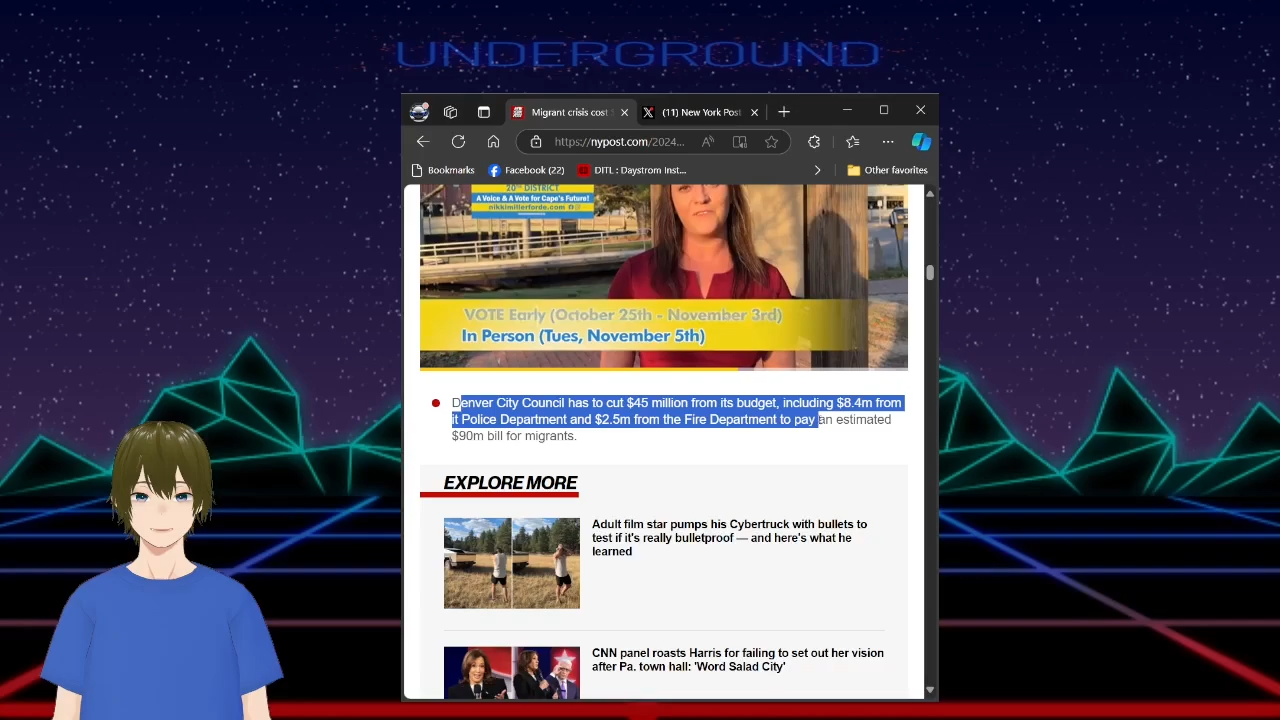 UNDERGROUND
Migrant crisis cost
(11) New York Post
https://nypost.com/2024...
Bookmarks
Facebook (22)
DITL : Daystrom Inst...
Other favorites
20TH DISTRICT
A Voice & A Vote for Cape's Future!
nikkimillerforde.com
VOTE Early (October 25th - November 3rd)
In Person (Tues, November 5th)
Denver City Council has to cut $45 million from its budget, including $8.4m from
it Police Department and $2.5m from the Fire Department to pay an estimated
$90m bill for migrants.
EXPLORE MORE
Adult film star pumps his Cybertruck with bullets to
test if it's really bulletproof — and here's what he
learned
CNN panel roasts Harris for failing to set out her vision
after Pa. town hall: 'Word Salad City'